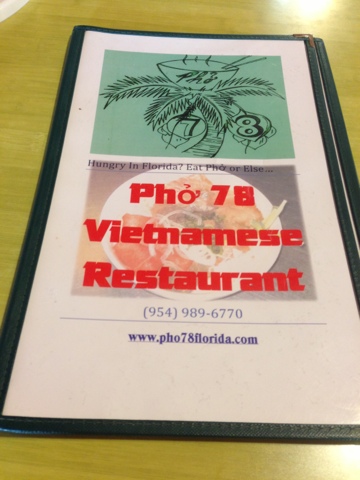 Phở
7 8
Hungry In Florida? Eat Phở or Else...
Phở 78
Vietnamese
Restaurant
(954) 989-6770
www.pho78florida.com